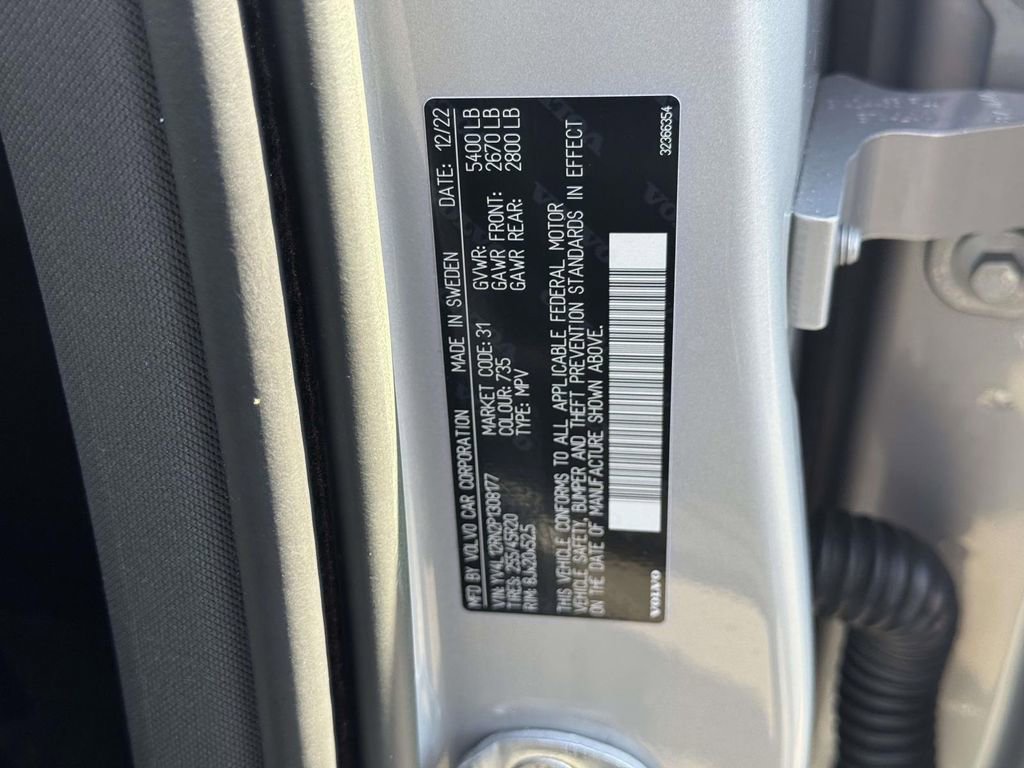 MFD BY VOLVO CAR CORPORATION MADE IN SWEDEN DATE: 12/22
VIN: YV4L12RN2P1308177
MARKET CODE: 31 GVWR: 5400 LB
TIRES: 255/45R20 COLOUR: 735 GAWR FRONT: 2670 LB
RIM: 8JX20X52.5 TYPE: MPV GAWR REAR: 2800 LB
THIS VEHICLE CONFORMS TO ALL APPLICABLE FEDERAL MOTOR
VEHICLE SAFETY, BUMPER AND THEFT PREVENTION STANDARDS IN EFFECT
ON THE DATE OF MANUFACTURE SHOWN ABOVE.
VOLVO 32366354